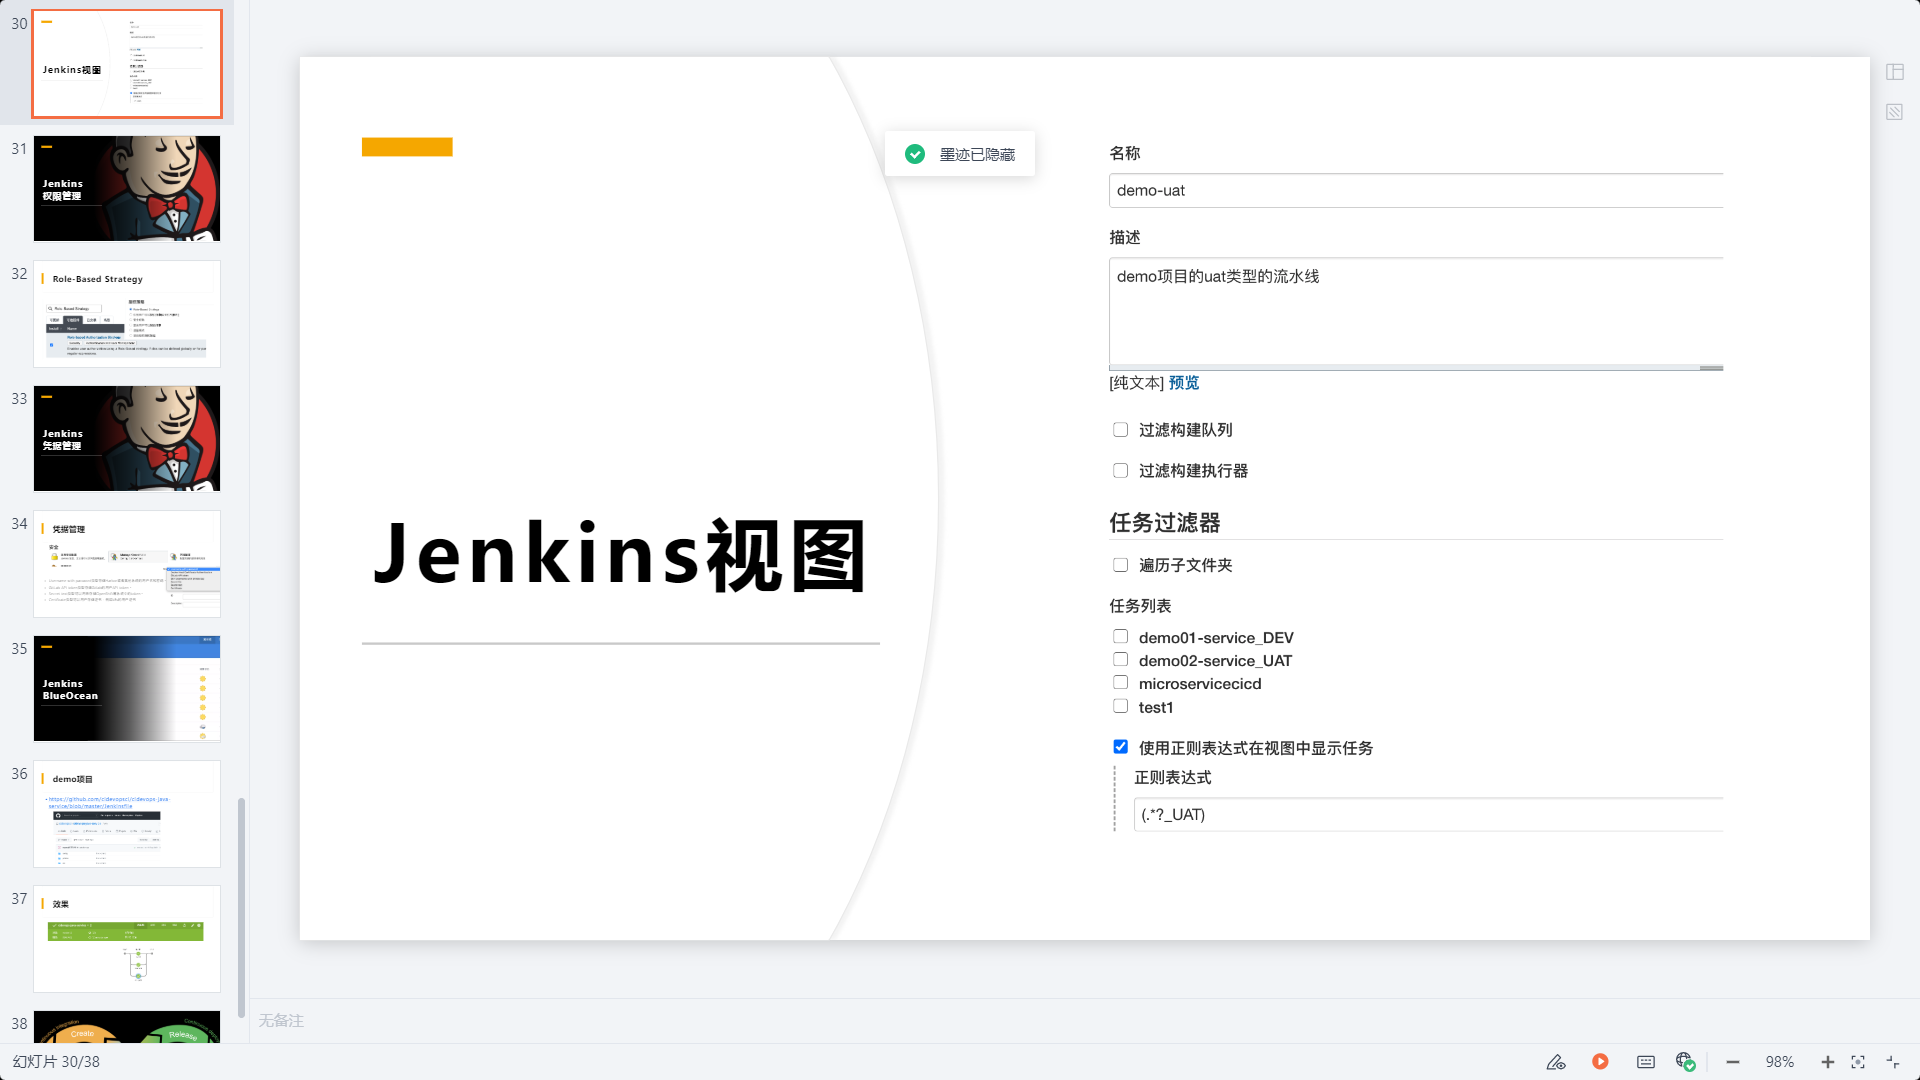 30
Jenkins视图
31
Jenkins
权限管理
32
Role-Based Strategy
33
Jenkins
凭据管理
34
凭据管理
35
Jenkins
BlueOcean
36
demo项目
37
效果
38
Create
Release
Jenkins视图
墨迹已隐藏
名称
demo-uat
描述
demo项目的uat类型的流水线
[纯文本] 预览
过滤构建队列
过滤构建执行器
任务过滤器
遍历子文件夹
任务列表
demo01-service_DEV
demo02-service_UAT
microservicecicd
test1
使用正则表达式在视图中显示任务
正则表达式
(.*?_UAT)
无备注
幻灯片 30/38
98%